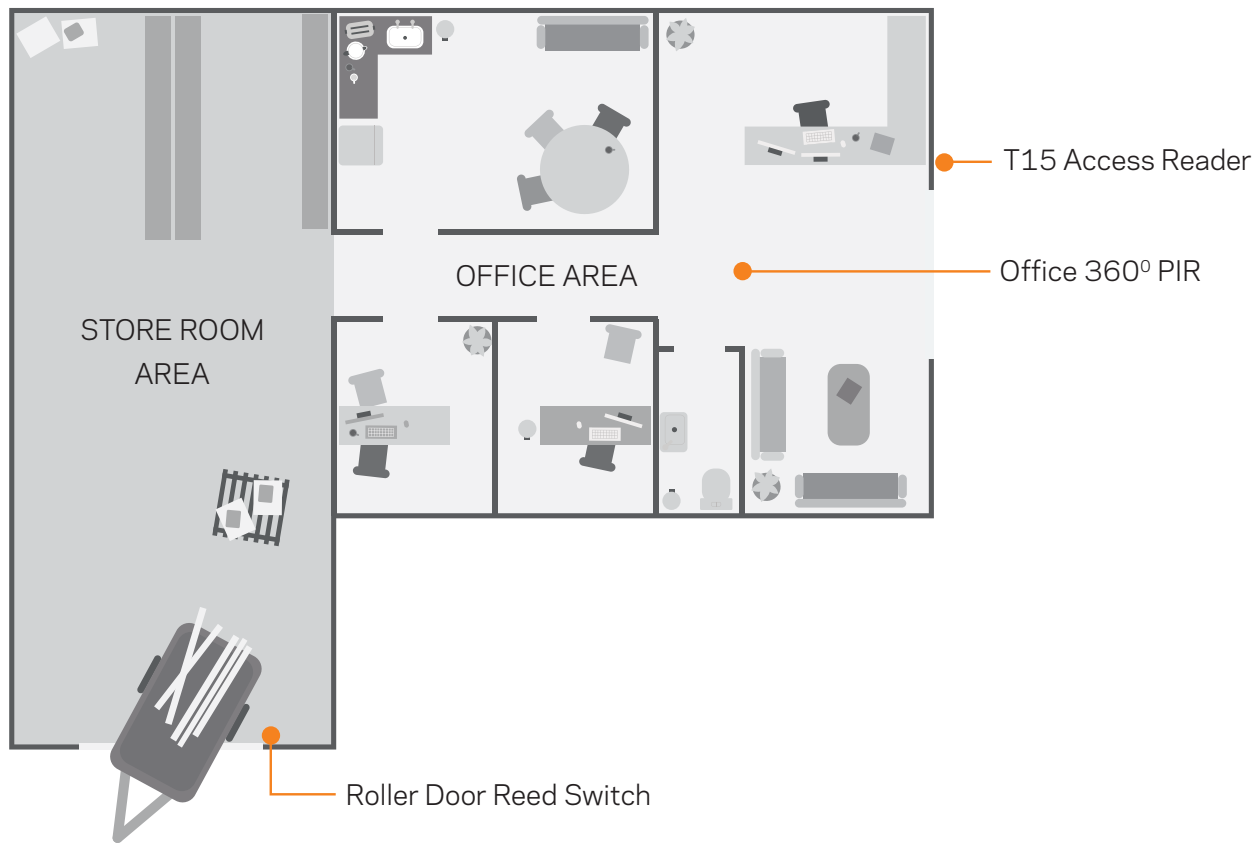 T15 Access Reader
OFFICE AREA
Office 360⁰ PIR
STORE ROOM
AREA
Roller Door Reed Switch